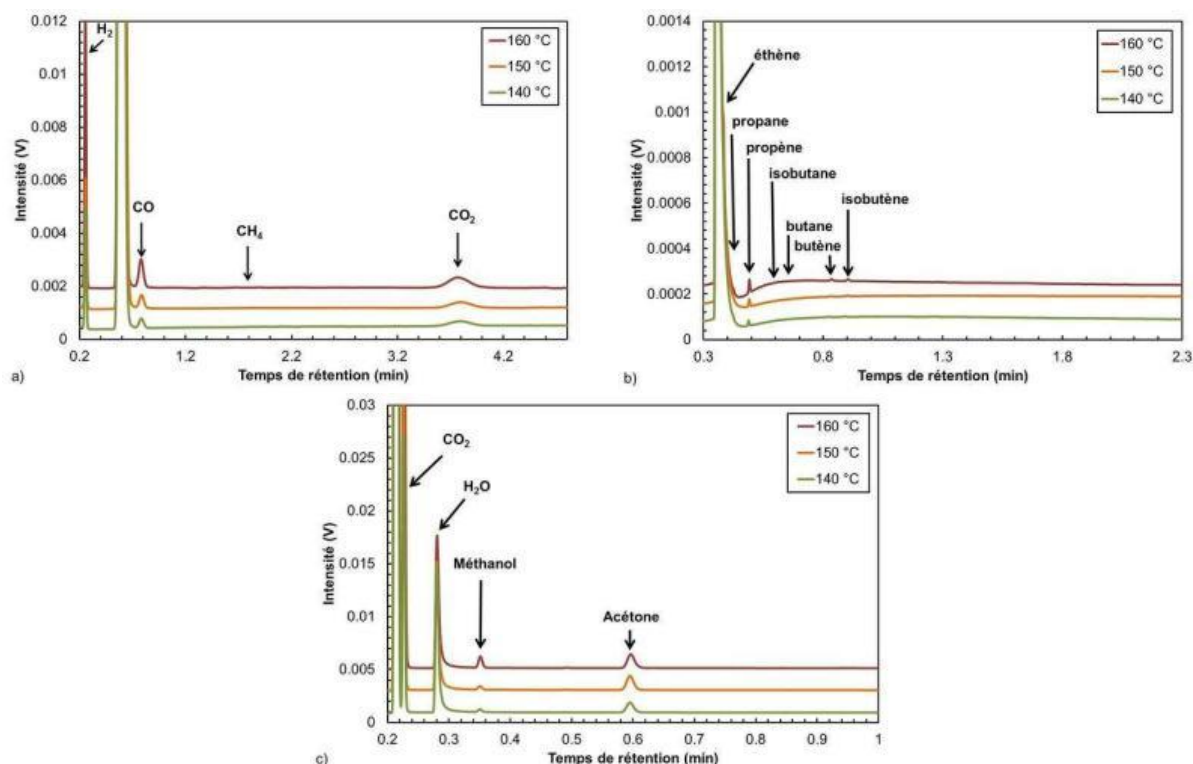 0.012
0.01
0.008
0.006
0.004
0.002
0
Intensité (V)
H2
CO
CH4
CO2
160 °C
150 °C
140 °C
0.2
1.2
2.2
3.2
4.2
Temps de rétention (min)
a)
0.0014
0.0012
0.001
0.0008
0.0006
0.0004
0.0002
0
Intensité (V)
éthène
propane
propène
isobutane
butane
butène
isobutène
160 °C
150 °C
140 °C
0.3
0.8
1.3
1.8
2.3
Temps de rétention (min)
b)
0.03
0.025
0.02
0.015
0.01
0.005
0
Intensité (V)
CO2
H2O
Méthanol
Acétone
160 °C
150 °C
140 °C
0.2
0.3
0.4
0.5
0.6
0.7
0.8
0.9
1
Temps de rétention (min)
c)